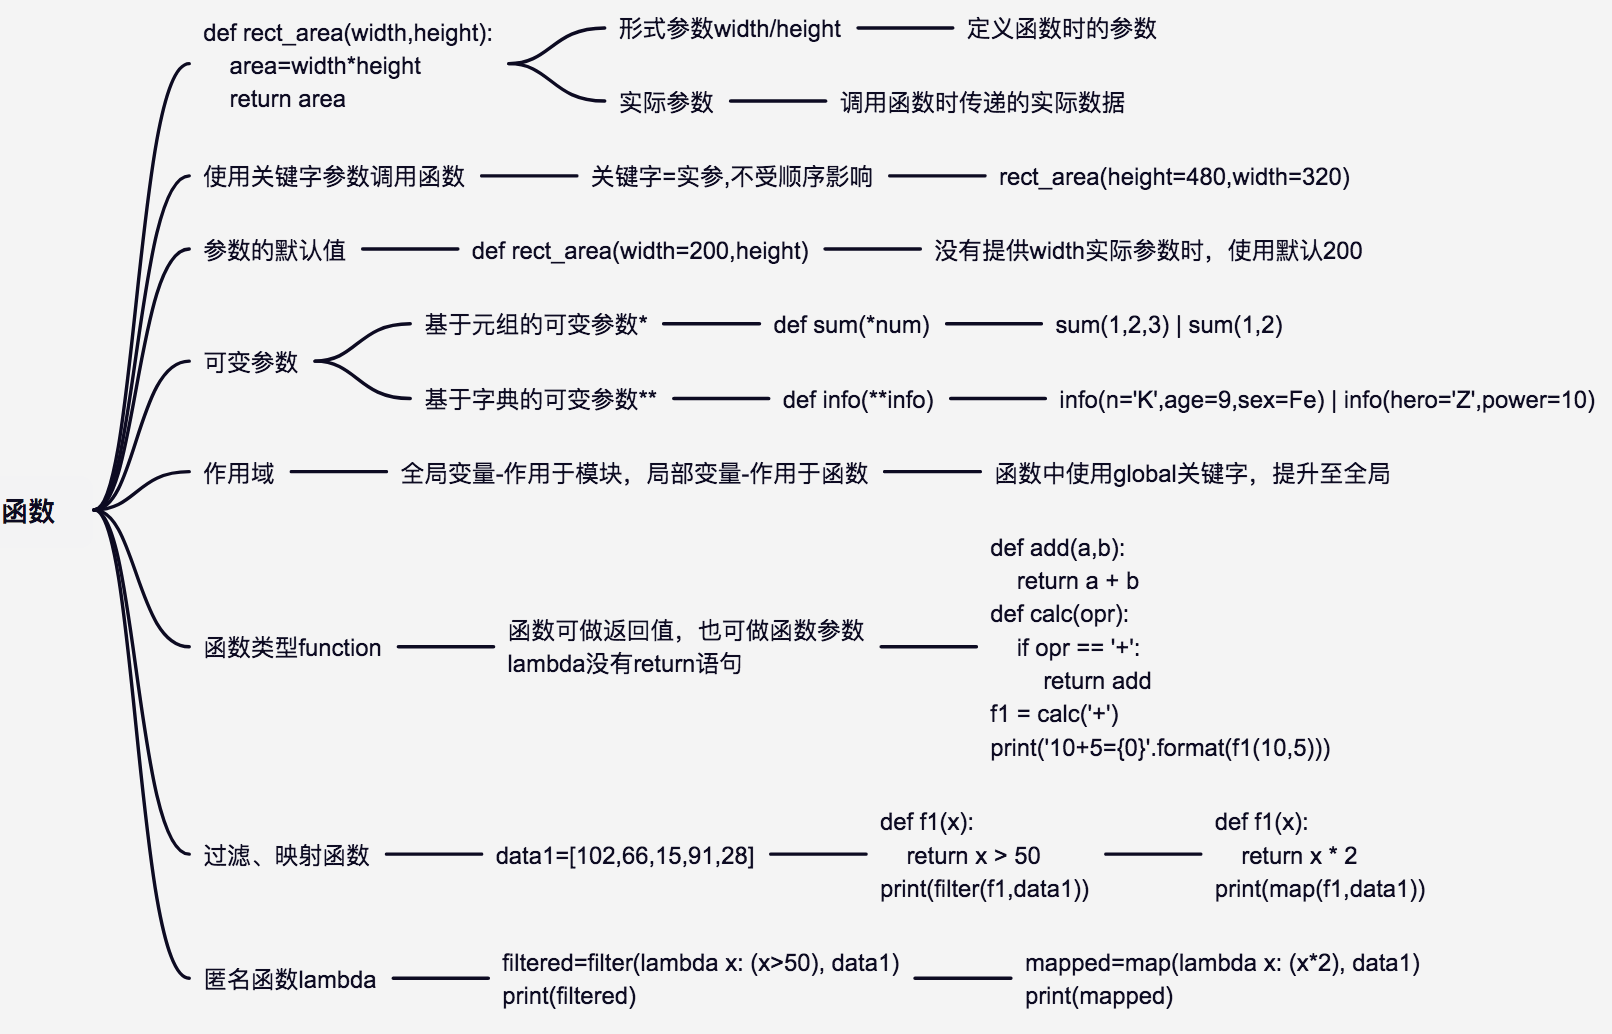 函数
def rect_area(width,height):
area=width*height
return area
形式参数width/height
定义函数时的参数
实际参数
调用函数时传递的实际数据
使用关键字参数调用函数
关键字=实参,不受顺序影响
rect_area(height=480,width=320)
参数的默认值
def rect_area(width=200,height)
没有提供width实际参数时，使用默认200
可变参数
基于元组的可变参数*
def sum(*num)
sum(1,2,3) | sum(1,2)
基于字典的可变参数**
def info(**info)
info(n='K',age=9,sex=Fe) | info(hero='Z',power=10)
作用域
全局变量-作用于模块，局部变量-作用于函数
函数中使用global关键字，提升至全局
函数类型function
函数可做返回值，也可做函数参数
lambda没有return语句
def add(a,b):
return a + b
def calc(opr):
if opr == '+':
return add
f1 = calc('+')
print('10+5={0}'.format(f1(10,5)))
过滤、映射函数
data1=[102,66,15,91,28]
def f1(x):
return x > 50
print(filter(f1,data1))
def f1(x):
return x * 2
print(map(f1,data1))
匿名函数lambda
filtered=filter(lambda x: (x>50), data1)
print(filtered)
mapped=map(lambda x: (x*2), data1)
print(mapped)